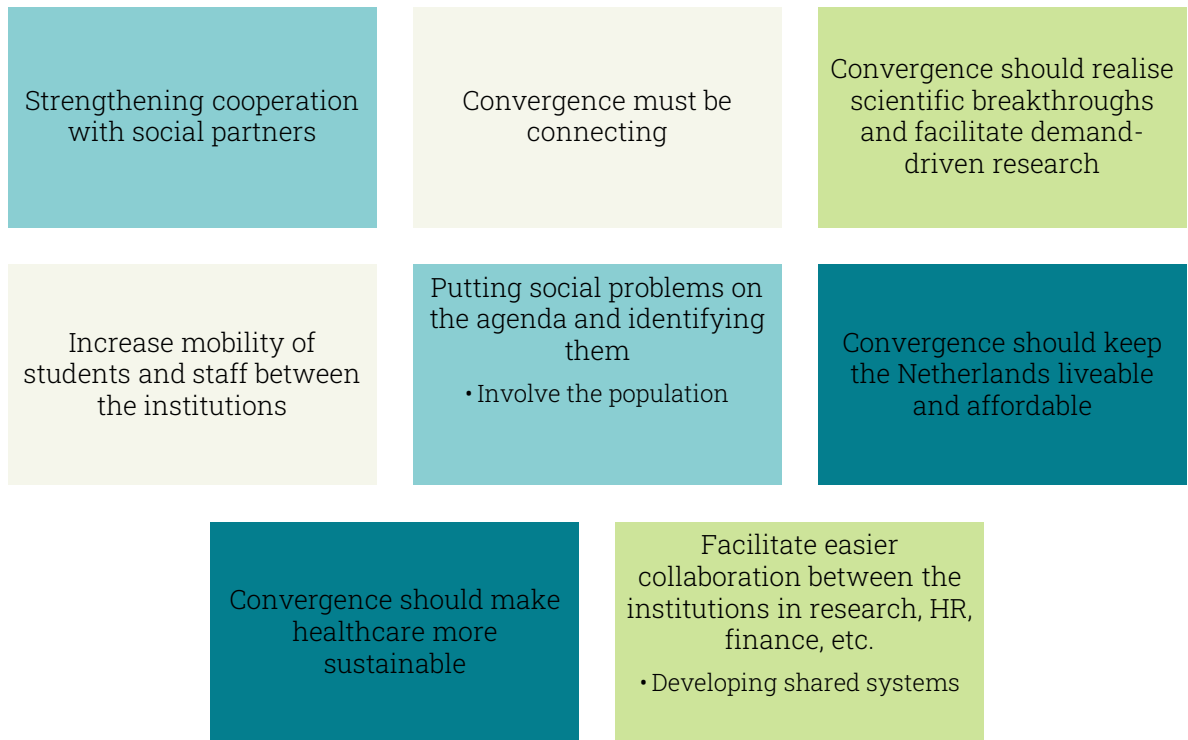 Strengthening cooperation
with social partners
Convergence must be
connecting
Convergence should realise
scientific breakthroughs
and facilitate demand-
driven research
Increase mobility of
students and staff between
the institutions
Putting social problems on
the agenda and identifying
them
• Involve the population
Convergence should keep
the Netherlands liveable
and affordable
Convergence should make
healthcare more
sustainable
Facilitate easier
collaboration between the
institutions in research, HR,
finance, etc.
• Developing shared systems